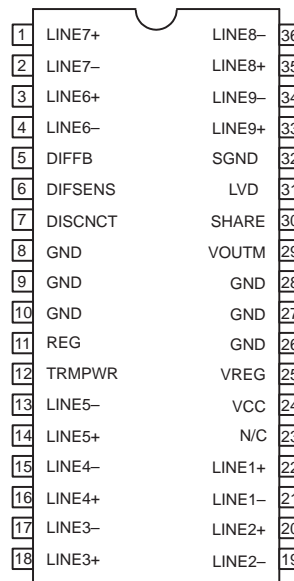 1 LINE7+ LINE8– 36
2 LINE7– LINE8+ 35
3 LINE6+ LINE9– 34
4 LINE6– LINE9+ 33
5 DIFFB SGND 32
6 DIFSENS LVD 31
7 DISCNCT SHARE 30
8 GND VOUTM 29
9 GND GND 28
10 GND GND 27
11 REG GND 26
12 TRMPWR VREG 25
13 LINE5– VCC 24
14 LINE5+ N/C 23
15 LINE4– LINE1+ 22
16 LINE4+ LINE1– 21
17 LINE3– LINE2+ 20
18 LINE3+ LINE2– 19